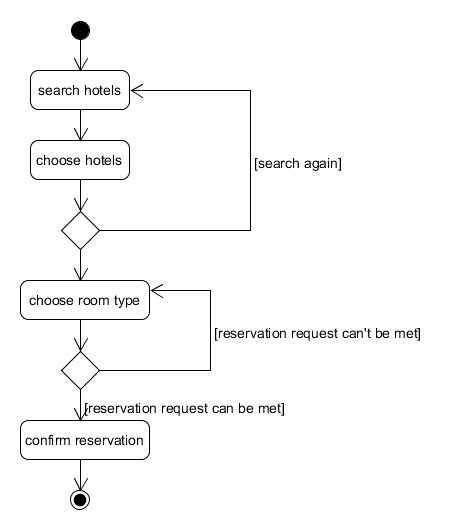 search hotels
choose hotels
[search again]
choose room type
[reservation request can't be met]
[reservation request can be met]
confirm reservation